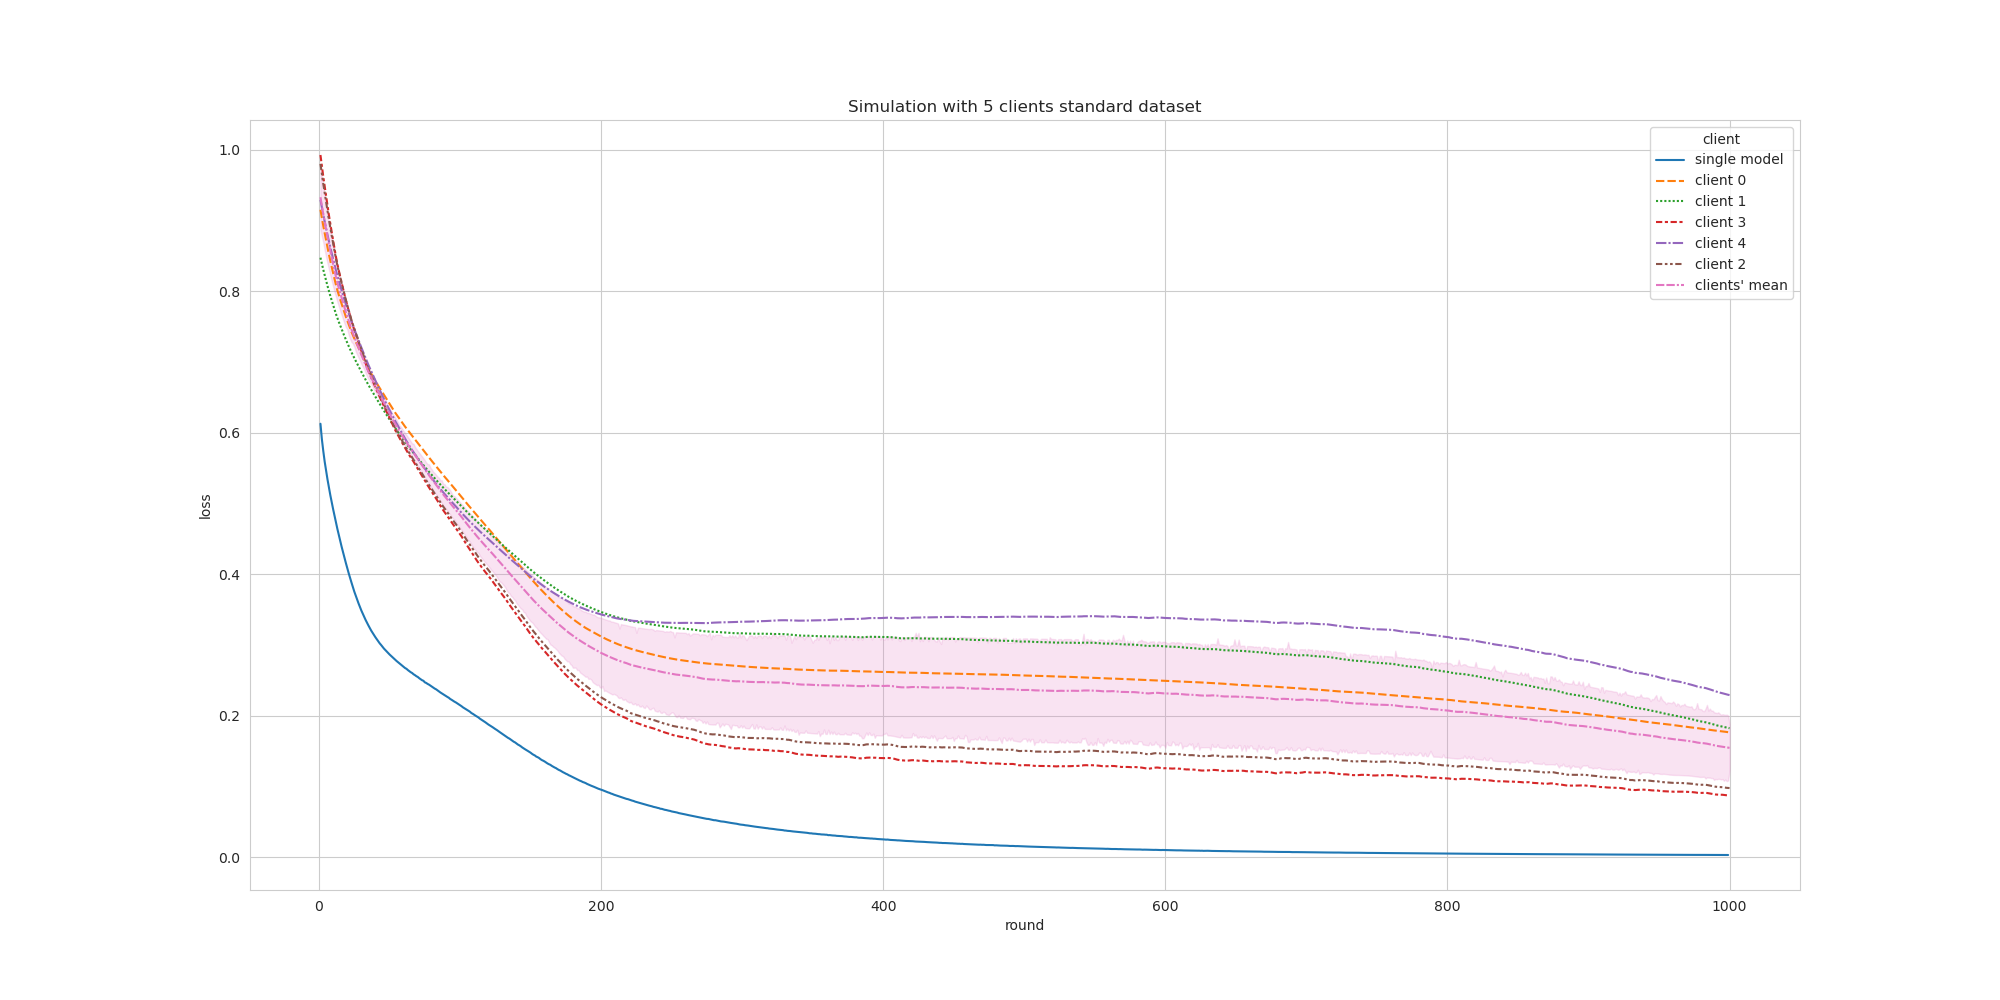 Simulation with 5 clients standard dataset
client
single model
client 0
client 1
client 3
client 4
client 2
clients' mean
1.0
0.8
0.6
0.4
0.2
0.0
loss
0 200 400 600 800 1000
round